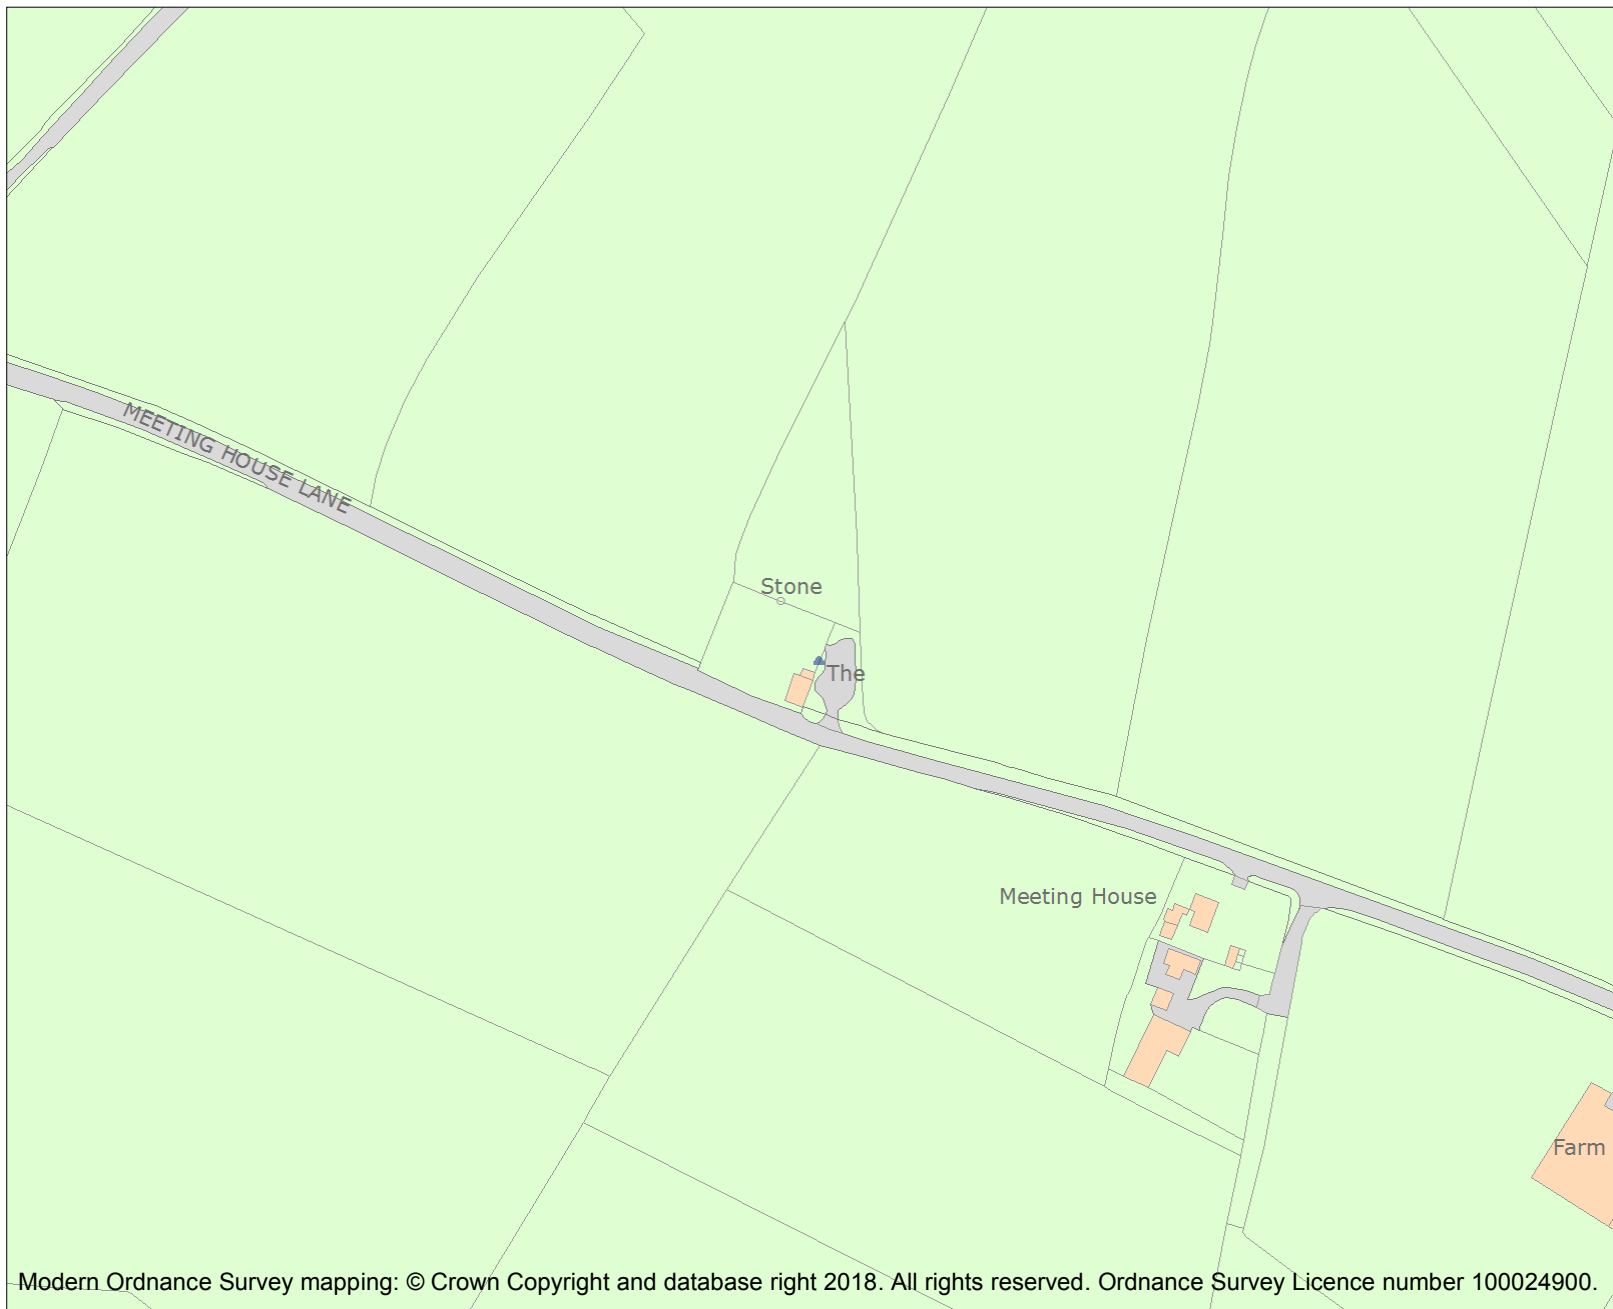 MEETING HOUSE LANE
Stone
The
Meeting House
Farm
Modern Ordnance Survey mapping: © Crown Copyright and database right 2018. All rights reserved. Ordnance Survey Licence number 100024900.